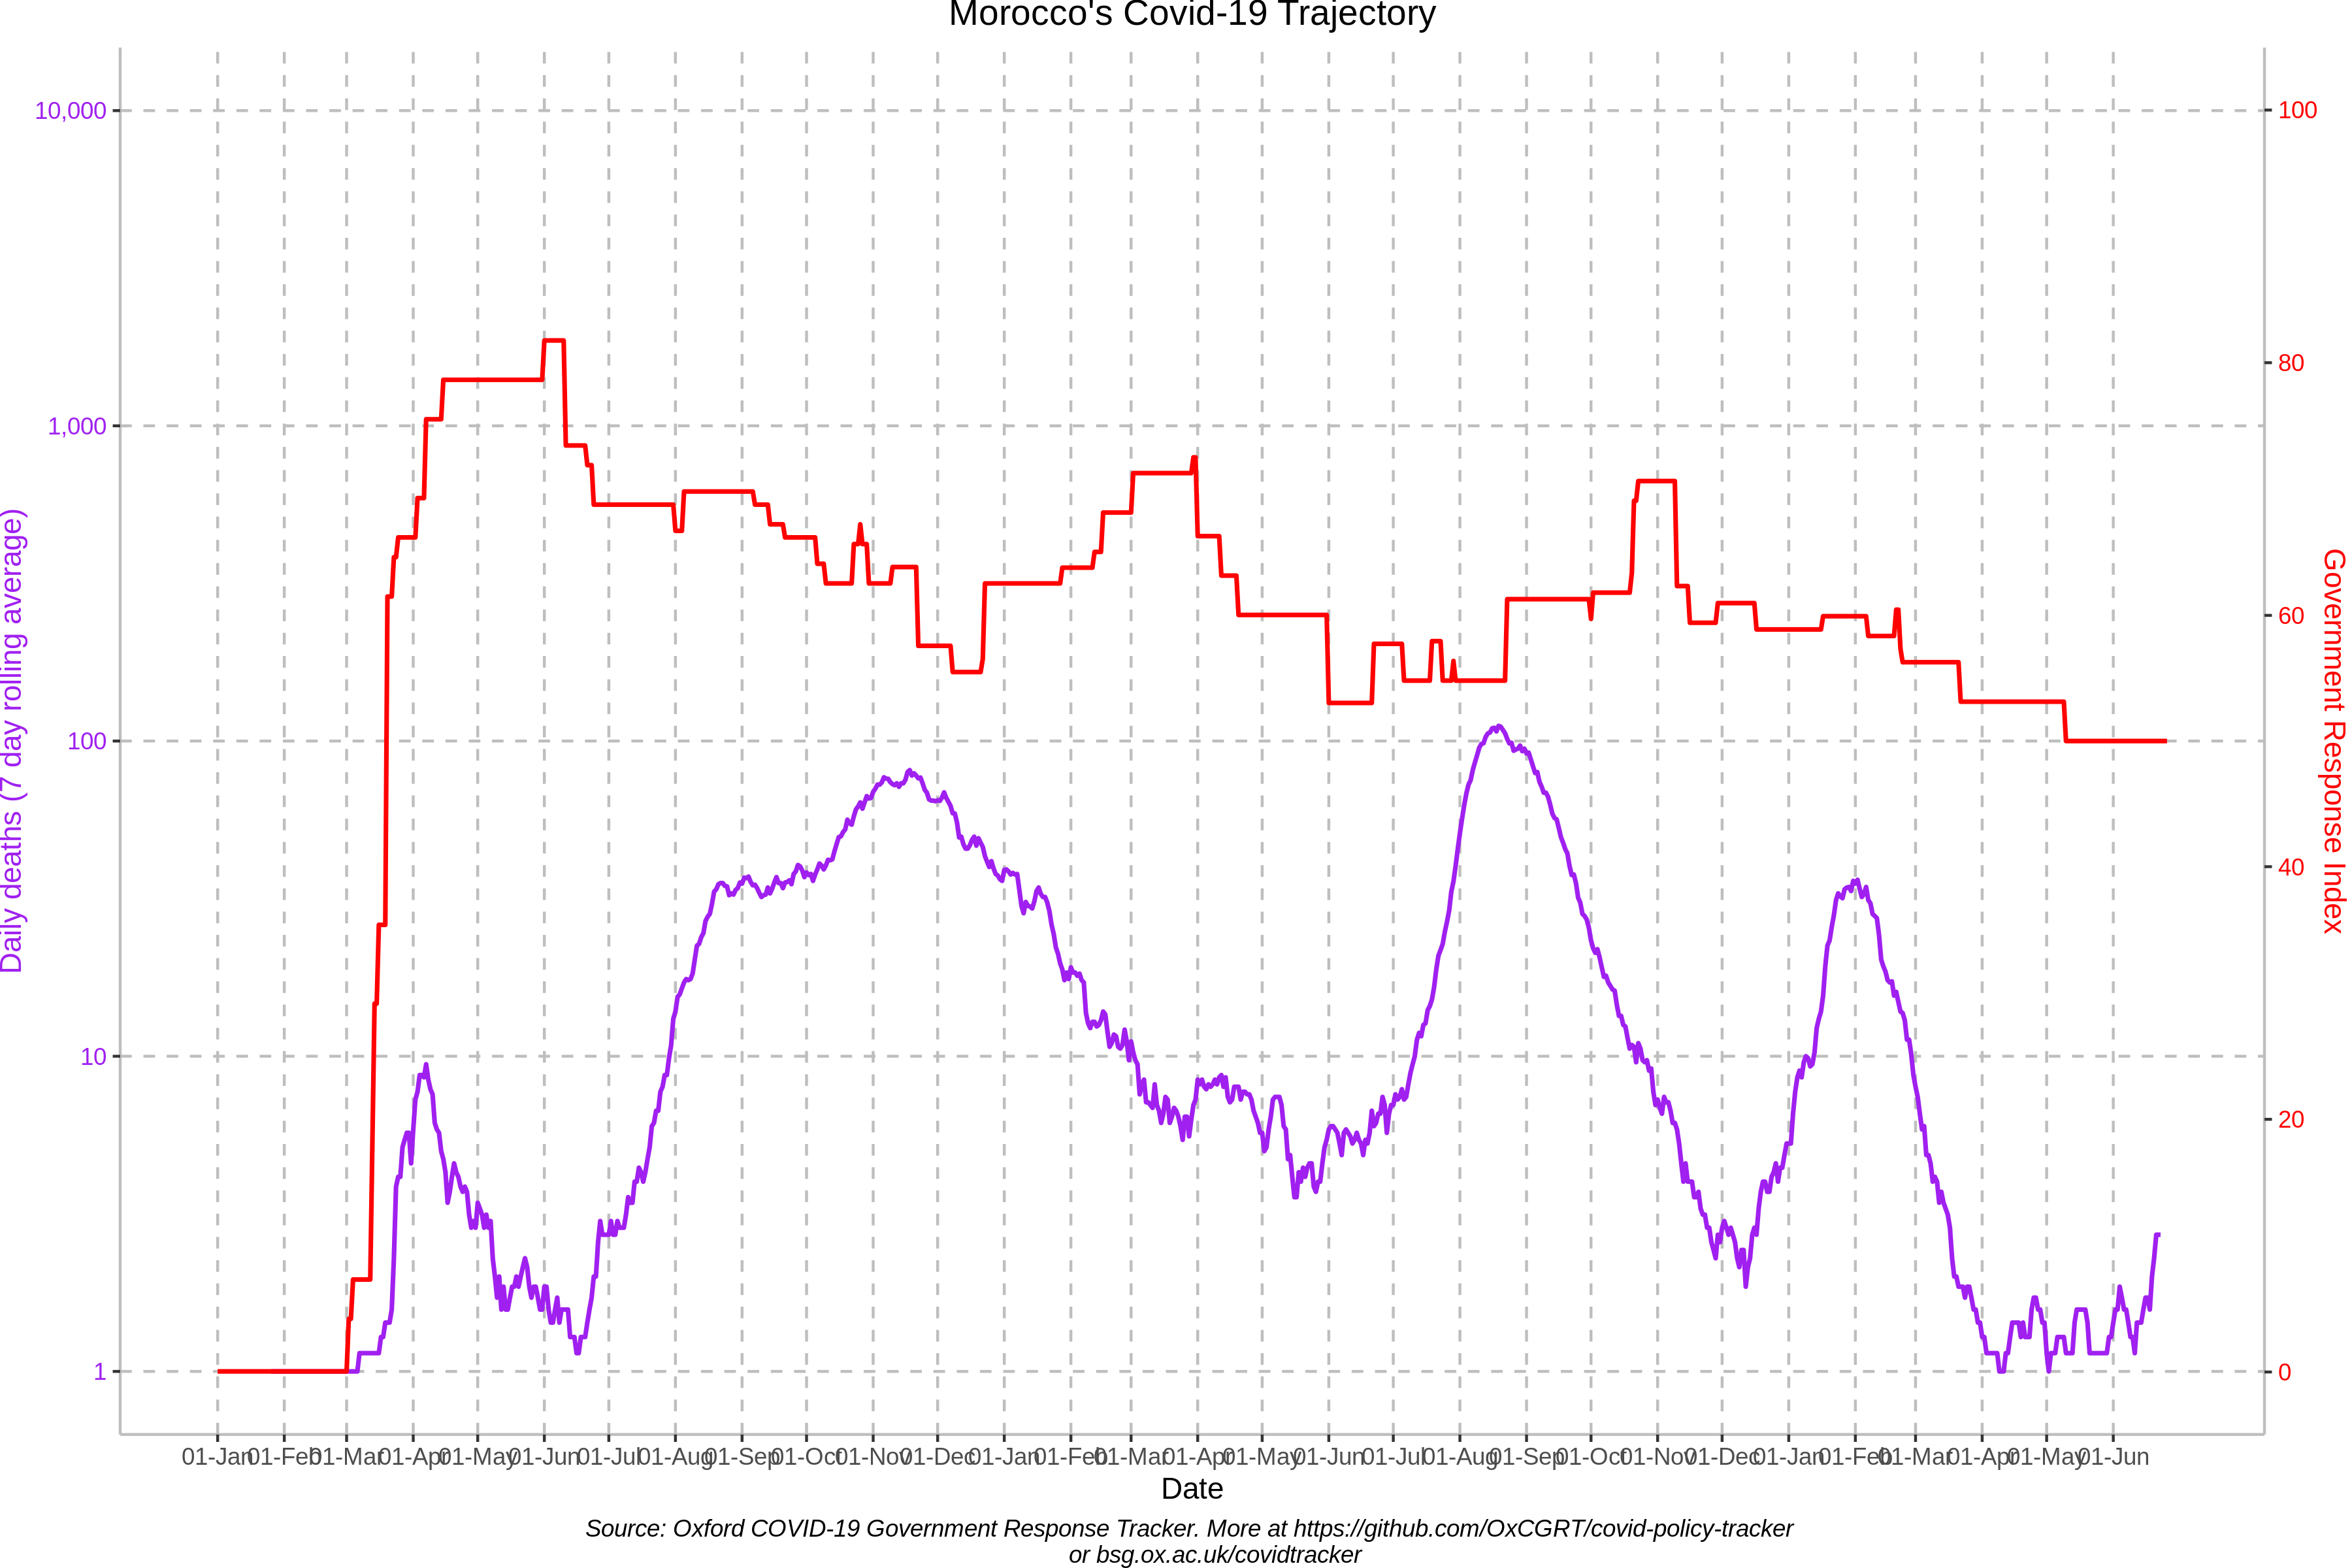 Morocco's Covid-19 Trajectory
10,000
1,000
100
10
1
Daily deaths (7 day rolling average)
100
80
60
40
20
0
Government Response Index
01-Jan 01-Feb 01-Mar 01-Apr 01-May 01-Jun 01-Jul 01-Aug 01-Sep 01-Oct 01-Nov 01-Dec 01-Jan 01-Feb 01-Mar 01-Apr 01-May 01-Jun 01-Jul 01-Aug 01-Sep 01-Oct 01-Nov 01-Dec 01-Jan 01-Feb 01-Mar 01-Apr 01-May 01-Jun
Date
Source: Oxford COVID-19 Government Response Tracker. More at https://github.com/OxCGRT/covid-policy-tracker
or bsg.ox.ac.uk/covidtracker